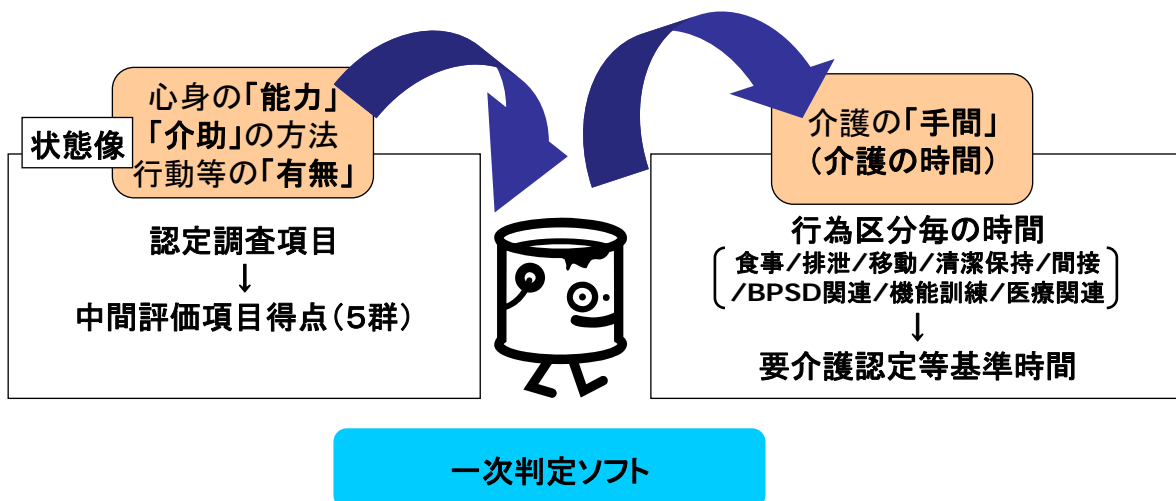 状態像
心身の「能力」
「介助」の方法
行動等の「有無」
認定調査項目
↓
中間評価項目得点(5群)
介護の「手間」
(介護の時間)
行為区分毎の時間
食事/排泄/移動/清潔保持/間接
/BPSD関連/機能訓練/医療関連
↓
要介護認定等基準時間
一次判定ソフト